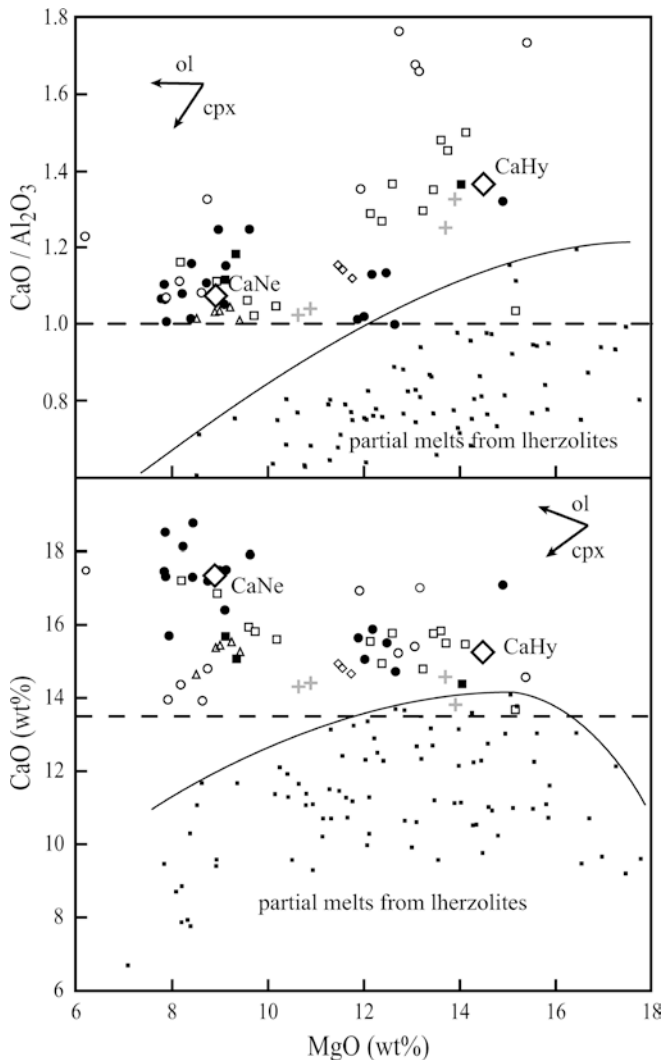 1.8
1.6
1.4
1.2
1.0
0.8
CaO / Al₂O₃
ol
cpx
CaHy
CaNe
partial melts from lherzolites
18
16
14
12
10
8
6
CaO (wt%)
ol
cpx
CaNe
CaHy
partial melts from lherzolites
6
8
10
12
14
16
18
MgO (wt%)